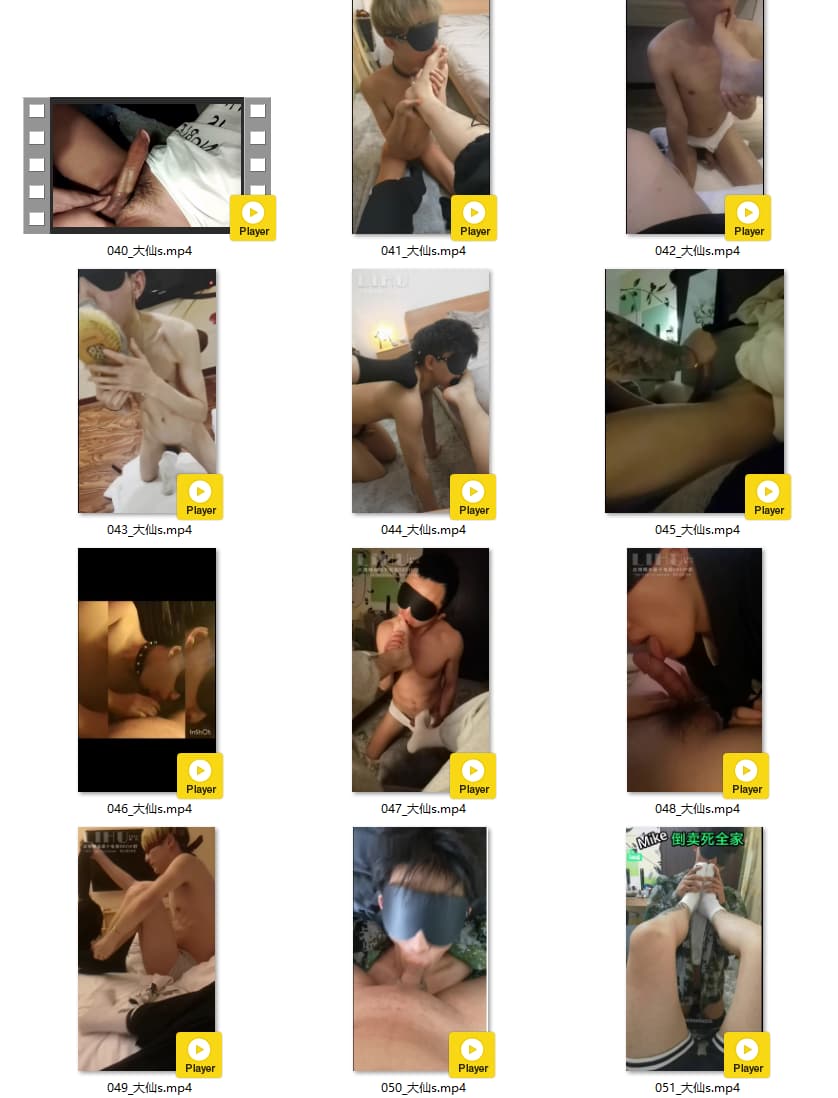 Player
Player
Player
040_大仙s.mp4
041_大仙s.mp4
042_大仙s.mp4
LIHU
Player
Player
Player
043_大仙s.mp4
044_大仙s.mp4
045_大仙s.mp4
LIHU
LIHU
InShOt
Player
Player
Player
046_大仙s.mp4
047_大仙s.mp4
048_大仙s.mp4
LIHU
Mike 倒卖死全家
Player
Player
Player
049_大仙s.mp4
050_大仙s.mp4
051_大仙s.mp4